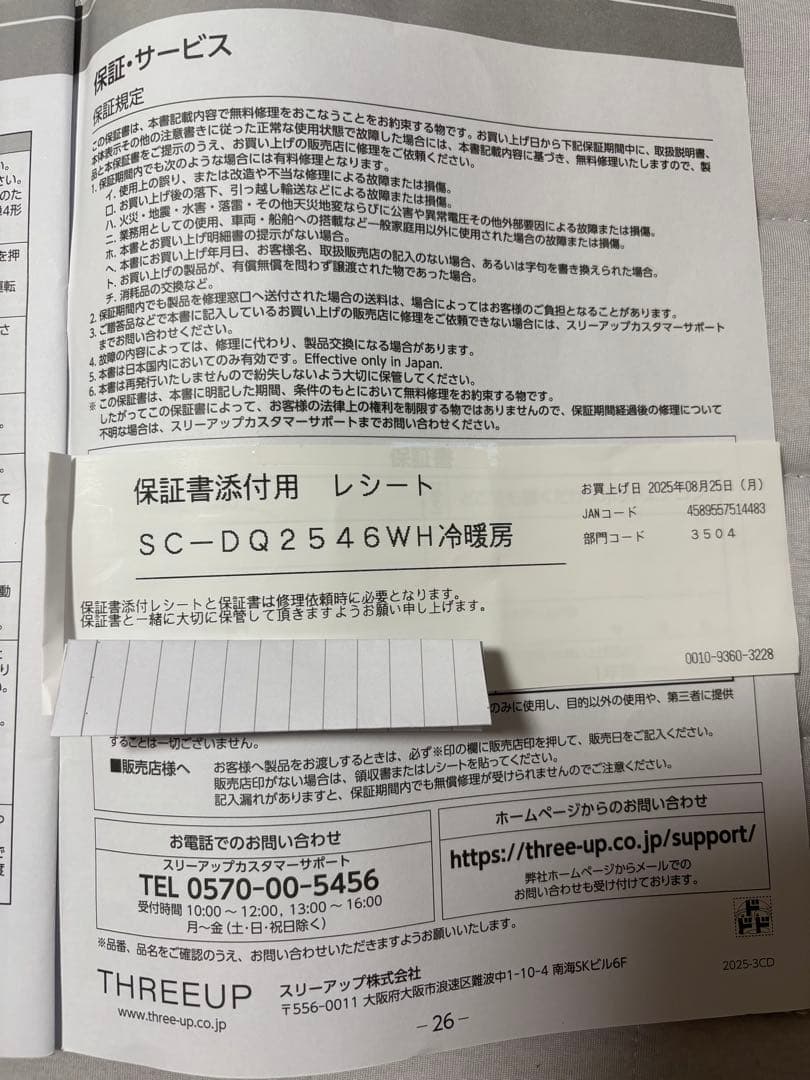 保証・サービス
保証規定
この保証書は、本書記載内容で無料修理をおこなうことをお約束する物です。お買い上げ日から下記保証期間中に、取扱説明書、
本体表示その他の注意書きに従った正常な使用状態で故障した場合には、本書記載内容に基づき、無料修理いたしますので、製
品と本保証書をご提示のうえ、お買い上げの販売店に修理をご依頼ください。
1. 保証期間内でも次のような場合には有料修理となります。
イ. 使用上の誤り、または改造や不当な修理による故障または損傷。
ロ. お買い上げ後の落下、引っ越し輸送などによる故障または損傷。
ハ. 火災・地震・水害・落雷・その他天災地変ならびに公害や異常電圧その他外部要因による故障または損傷。
ニ. 業務用としての使用、車両・船舶への搭載など一般家庭用以外に使用された場合の故障または損傷。
ホ. 本書とお買い上げ明細書の提示がない場合。
ヘ. 本書にお買い上げ年月日、お客様名、取扱販売店の記入のない場合、あるいは字句を書き換えられた場合。
ト. お買い上げの製品が、有償無償を問わず譲渡された物であった場合。
チ. 消耗品の交換など。
2. 保証期間内でも製品を修理窓口へ送付された場合の送料は、場合によってはお客様のご負担となることがあります。
3. ご贈答品などで本書に記入しているお買い上げの販売店に修理をご依頼できない場合には、スリーアップカスタマーサポート
までお問い合わせください。
4. 故障の内容によっては、修理に代わり、製品交換になる場合があります。
5. 本書は日本国内においてのみ有効です。Effective only in Japan.
6. 本書は再発行いたしませんので紛失しないよう大切に保管してください。
※ この保証書は、本書に明記した期間、条件のもとにおいて無料修理をお約束する物です。
したがってこの保証書によって、お客様の法律上の権利を制限する物ではありませんので、保証期間経過後の修理について
不明な場合は、スリーアップカスタマーサポートまでお問い合わせください。
保証書添付用 レシート
SC-DQ2546WH冷暖房
お買上げ日 2025年08月25日(月)
JANコード 4589557514483
部門コード 3504
保証書添付レシートと保証書は修理依頼時に必要となります。
保証書と一緒に大切に保管して頂きますようお願い申し上げます。
0010-9360-3228
のみに使用し、目的以外の使用や、第三者に提供
することは一切ございません。
■販売店様へ お客様へ製品をお渡しするときは、必ず※印の欄に販売店印を押して、販売日をご記入ください。
販売店印がない場合は、領収書またはレシートを貼ってください。
記入漏れがありますと、保証期間内でも無償修理が受けられませんのでご注意ください。
お電話でのお問い合わせ
スリーアップカスタマーサポート
TEL 0570-00-5456
受付時間 10:00 ～ 12:00, 13:00 ～ 16:00
月～金(土・日・祝日除く)
ホームページからのお問い合わせ
https://three-up.co.jp/support/
弊社ホームページからメールでの
お問い合わせも受け付けております。
※品番、品名をご確認のうえ、お問い合わせいただきますようお願いいたします。
THREEUP
www.three-up.co.jp
スリーアップ株式会社
〒556-0011 大阪府大阪市浪速区難波中1-10-4 南海SKビル6F
2025-3CD
-26-